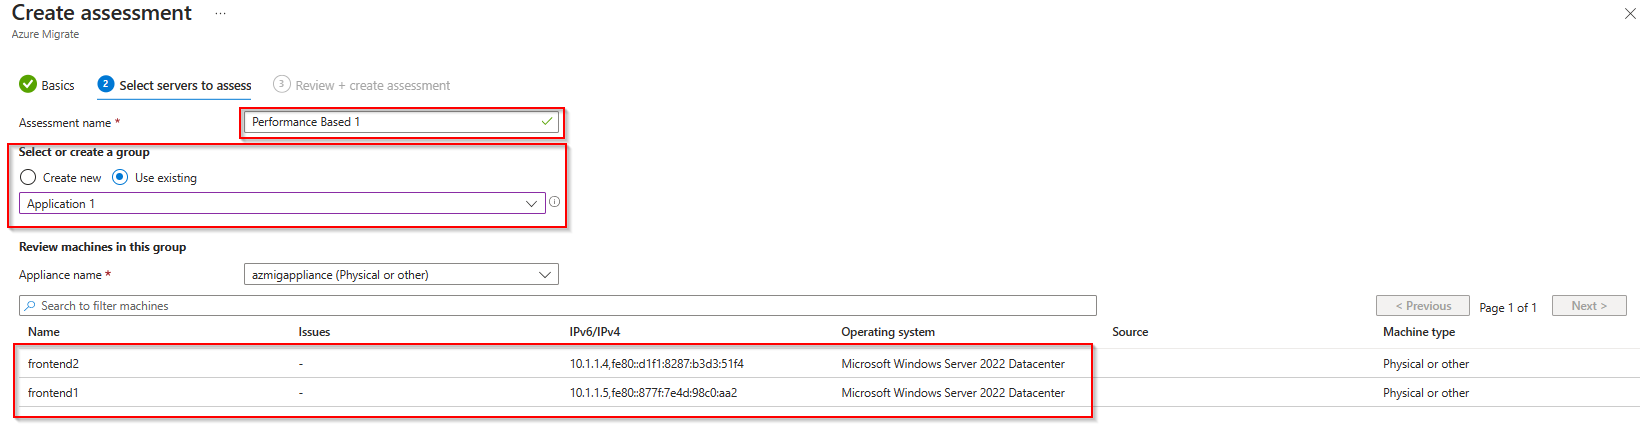 Create assessment ...
Azure Migrate
Basics 2 Select servers to assess 3 Review + create assessment
Assessment name * Performance Based 1
Select or create a group
Create new Use existing
Application 1
Review machines in this group
Appliance name * azmigappliance (Physical or other)
Search to filter machines < Previous Page 1 of 1 Next >
Name Issues IPv6/IPv4 Operating system Source Machine type
frontend2 - 10.1.1.4,fe80::d1f1:8287:b3d3:51f4 Microsoft Windows Server 2022 Datacenter Physical or other
frontend1 - 10.1.1.5,fe80::877f:7e4d:98c0:aa2 Microsoft Windows Server 2022 Datacenter Physical or other